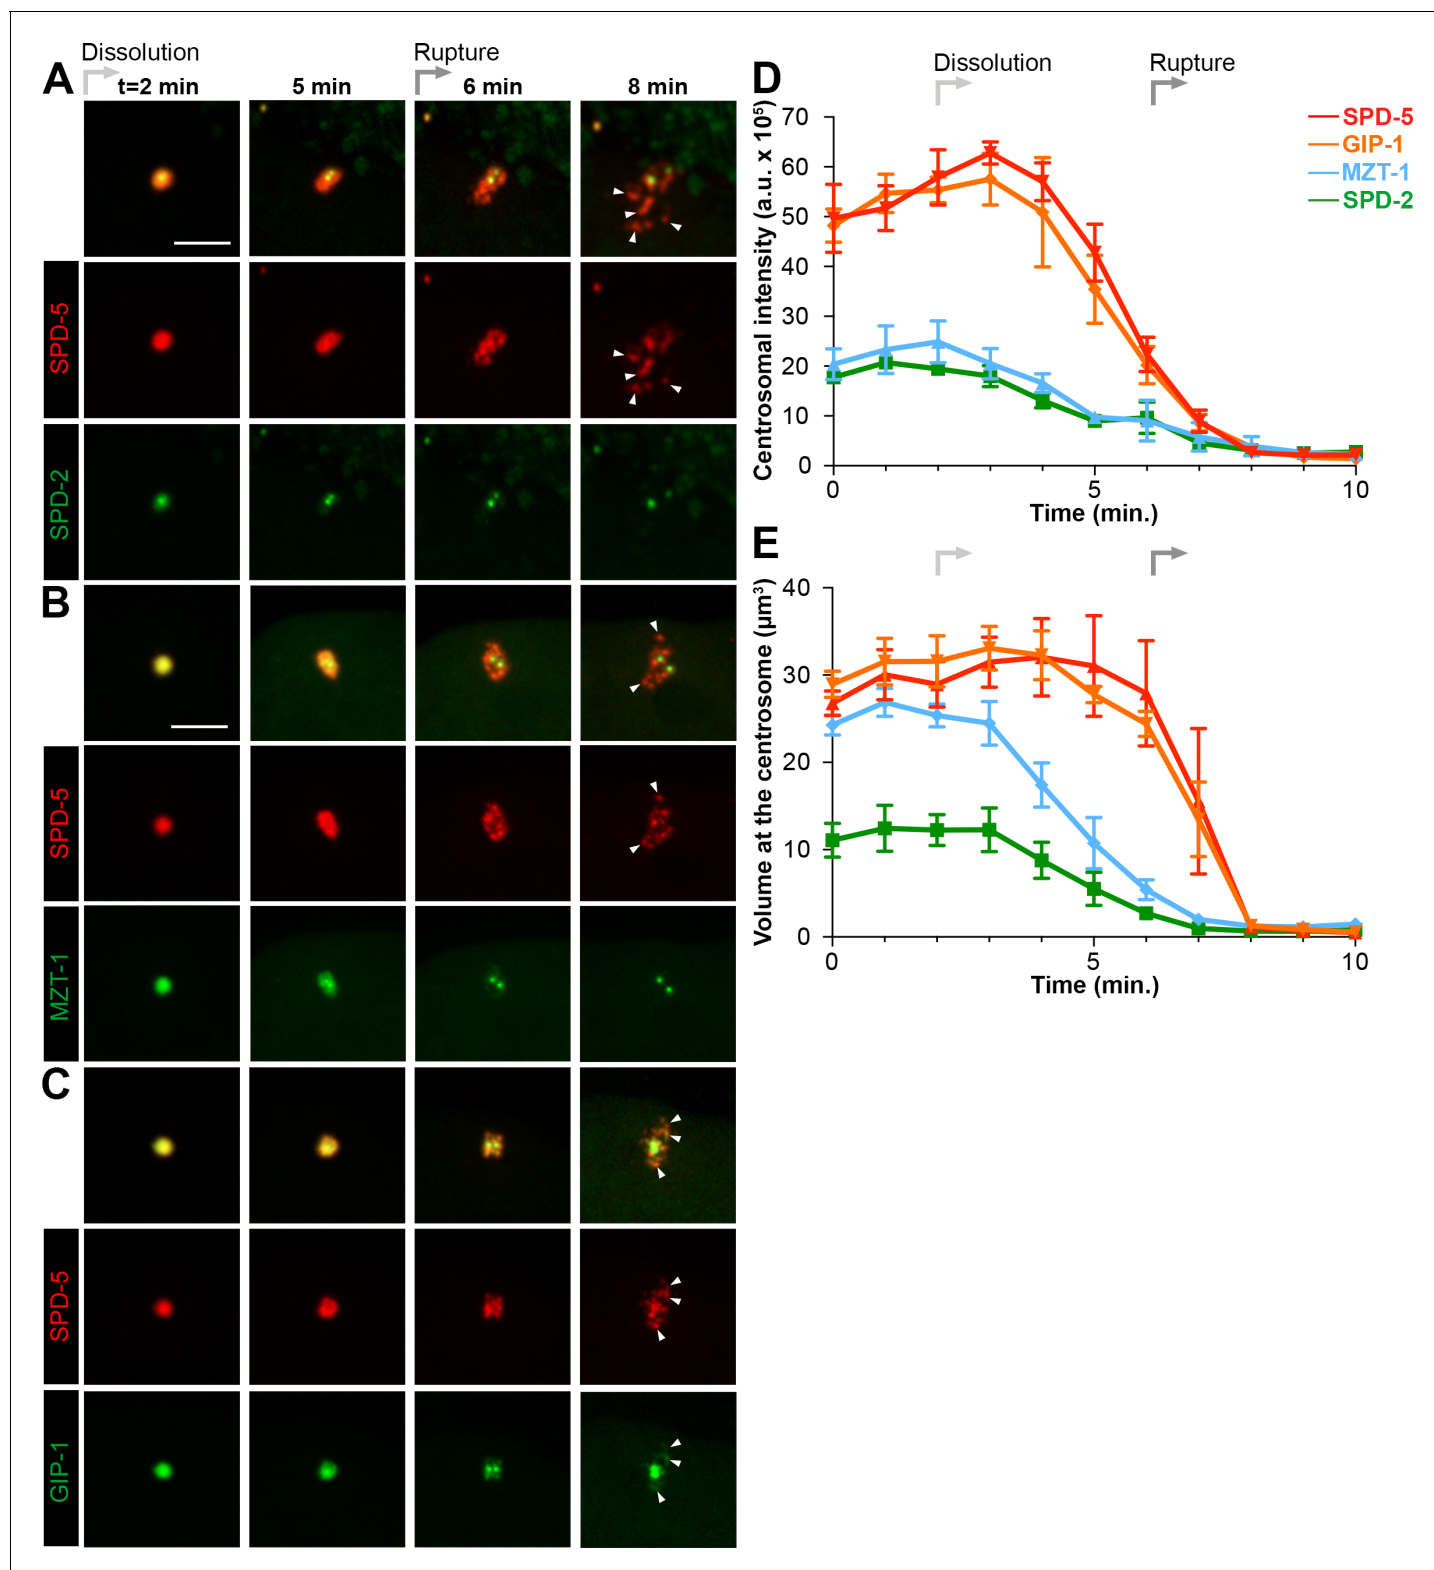 A
Dissolution
Rupture
t=2 min
5 min
6 min
8 min
SPD-5
SPD-2
B
SPD-5
MZT-1
C
SPD-5
GIP-1
D
Dissolution
Rupture
SPD-5
GIP-1
MZT-1
SPD-2
Centrosomal intensity (a.u. x 10⁵)
70
60
50
40
30
20
10
0
0
5
10
Time (min.)
E
Volume at the centrosome (µm³)
40
30
20
10
0
0
5
10
Time (min.)